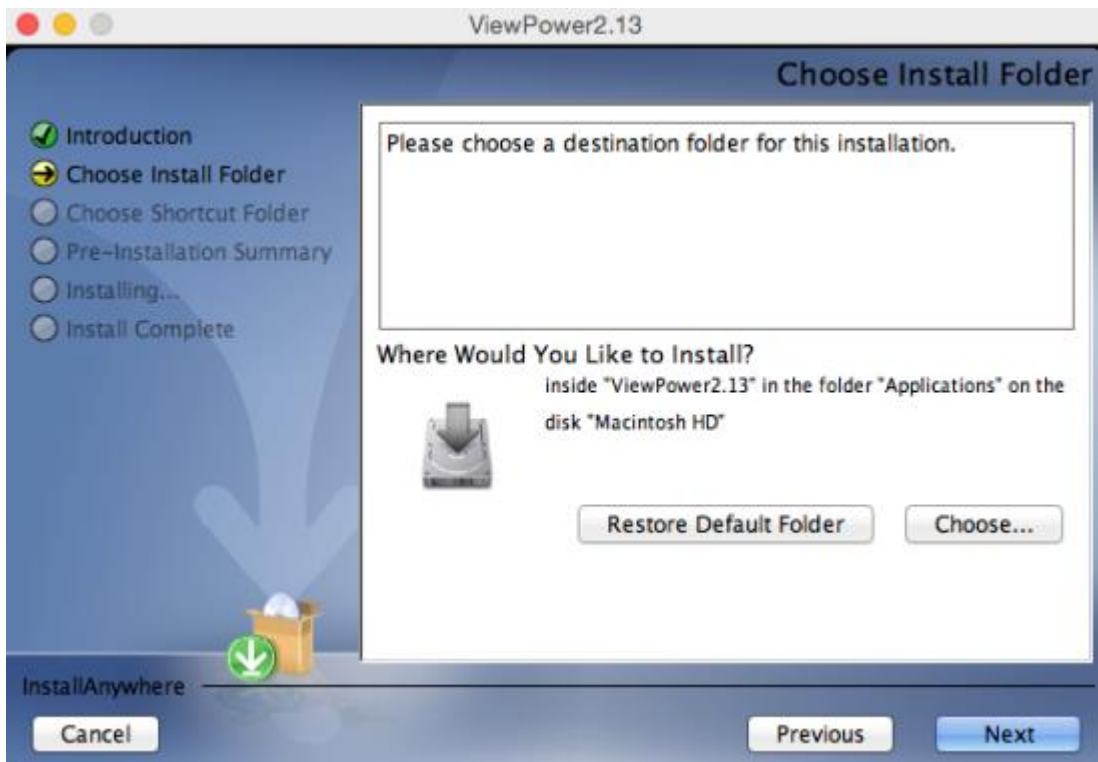 ViewPower2.13
Choose Install Folder
Introduction
Choose Install Folder
Choose Shortcut Folder
Pre-Installation Summary
Installing...
Install Complete
Please choose a destination folder for this installation.
Where Would You Like to Install?
inside "ViewPower2.13" in the folder "Applications" on the
disk "Macintosh HD"
Restore Default Folder
Choose...
InstallAnywhere
Cancel
Previous
Next